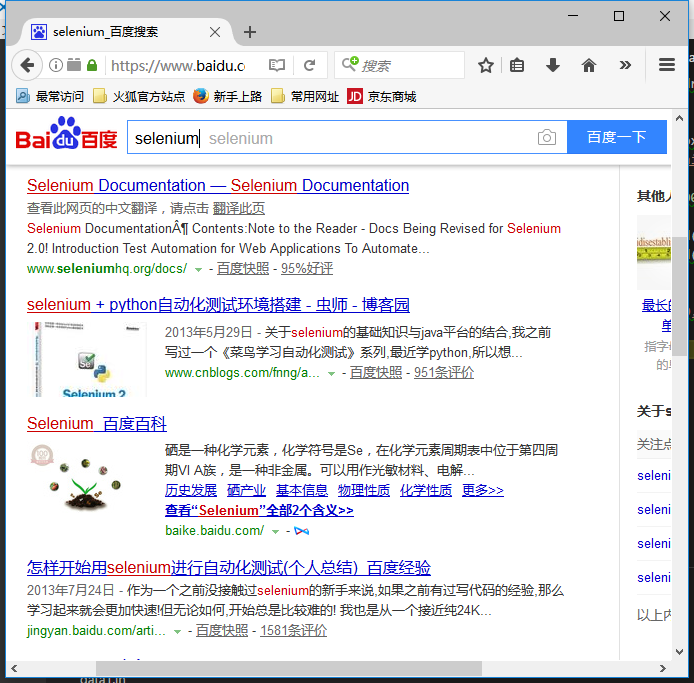 selenium_百度搜索
https://www.baidu.c
搜索
最常访问 火狐官方站点 新手上路 常用网址 JD 京东商城
Bai du 百度 selenium selenium 百度一下
Selenium Documentation — Selenium Documentation
查看此网页的中文翻译，请点击 翻译此页
Selenium DocumentationÂ¶ Contents:Note to the Reader - Docs Being Revised for Selenium
2.0! Introduction Test Automation for Web Applications To Automate...
www.seleniumhq.org/docs/ - 百度快照 - 95%好评
selenium + python自动化测试环境搭建 - 虫师 - 博客园
Selenium 2
2013年5月29日 - 关于selenium的基础知识与java平台的结合,我之前
写过一个《菜鸟学习自动化测试》系列,最近学python,所以想...
www.cnblogs.com/fnng/a... - 百度快照 - 951条评价
Selenium_百度百科
硒是一种化学元素，化学符号是Se，在化学元素周期表中位于第四周
期VI A族，是一种非金属。可以用作光敏材料、电解...
历史发展 硒产业 基本信息 物理性质 化学性质 更多>>
查看“Selenium”全部2个含义>>
baike.baidu.com/ -
怎样开始用selenium进行自动化测试(个人总结)_百度经验
2013年7月24日 - 作为一个之前没接触过selenium的新手来说,如果之前有过写代码的经验,那么
学习起来就会更加快速!但无论如何,开始总是比较难的! 我也是从一个接近纯24K...
jingyan.baidu.com/arti... - 百度快照 - 1581条评价
其他人
最长的
单
指字母
的单
关于s
关注点
seleni
seleni
seleni
seleni
以上内